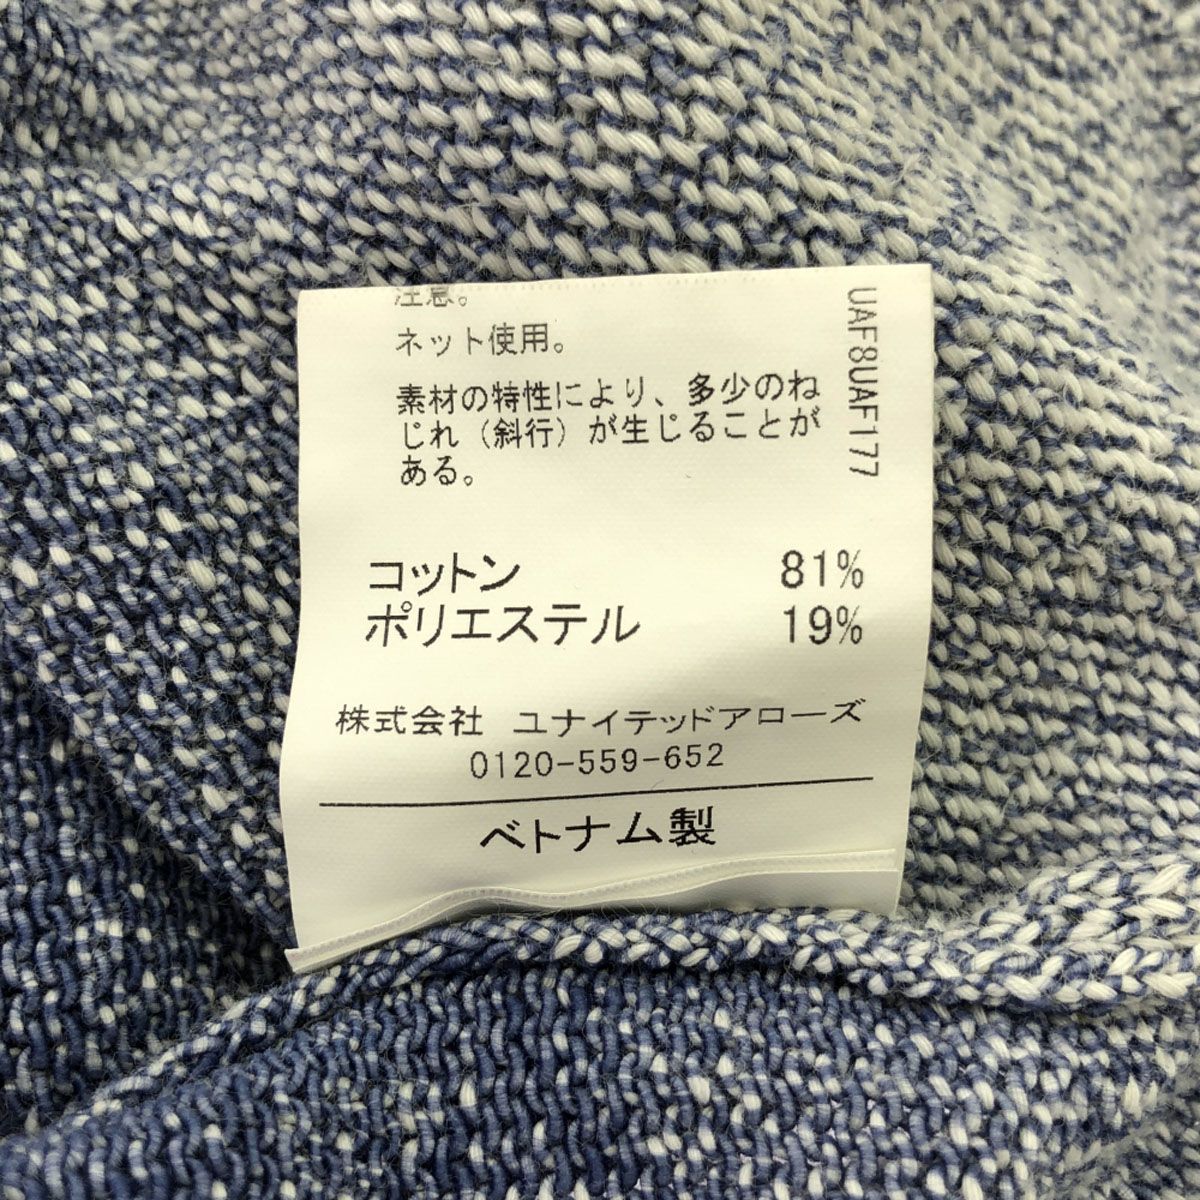 注意。
ネット使用。
素材の特性により、多少のね
じれ（斜行）が生じることが
ある。
コットン 81%
ポリエステル 19%
株式会社 ユナイテッドアローズ
0120-559-652
ベトナム製
UAF8UAF177